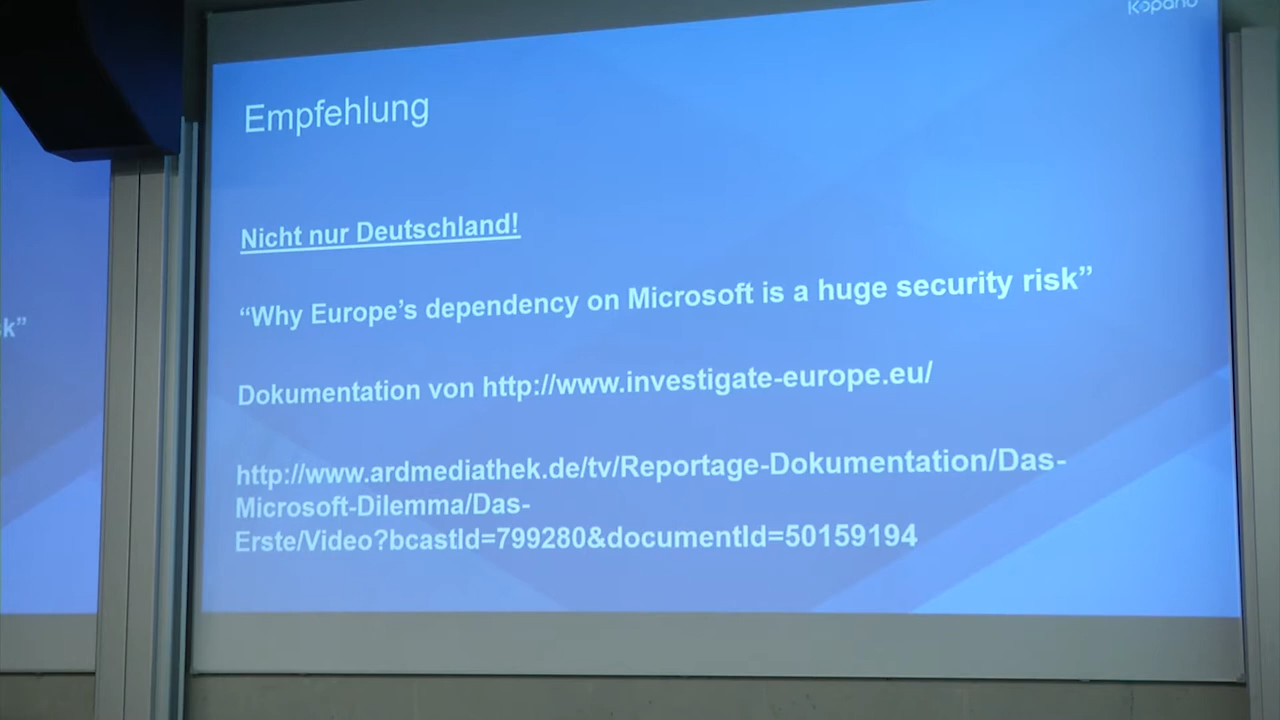 Kopano
Empfehlung
Nicht nur Deutschland!
“Why Europe’s dependency on Microsoft is a huge security risk”
Dokumentation von http://www.investigate-europe.eu/
http://www.ardmediathek.de/tv/Reportage-Dokumentation/Das-
Microsoft-Dilemma/Das-
Erste/Video?bcastId=799280&documentId=50159194
k”